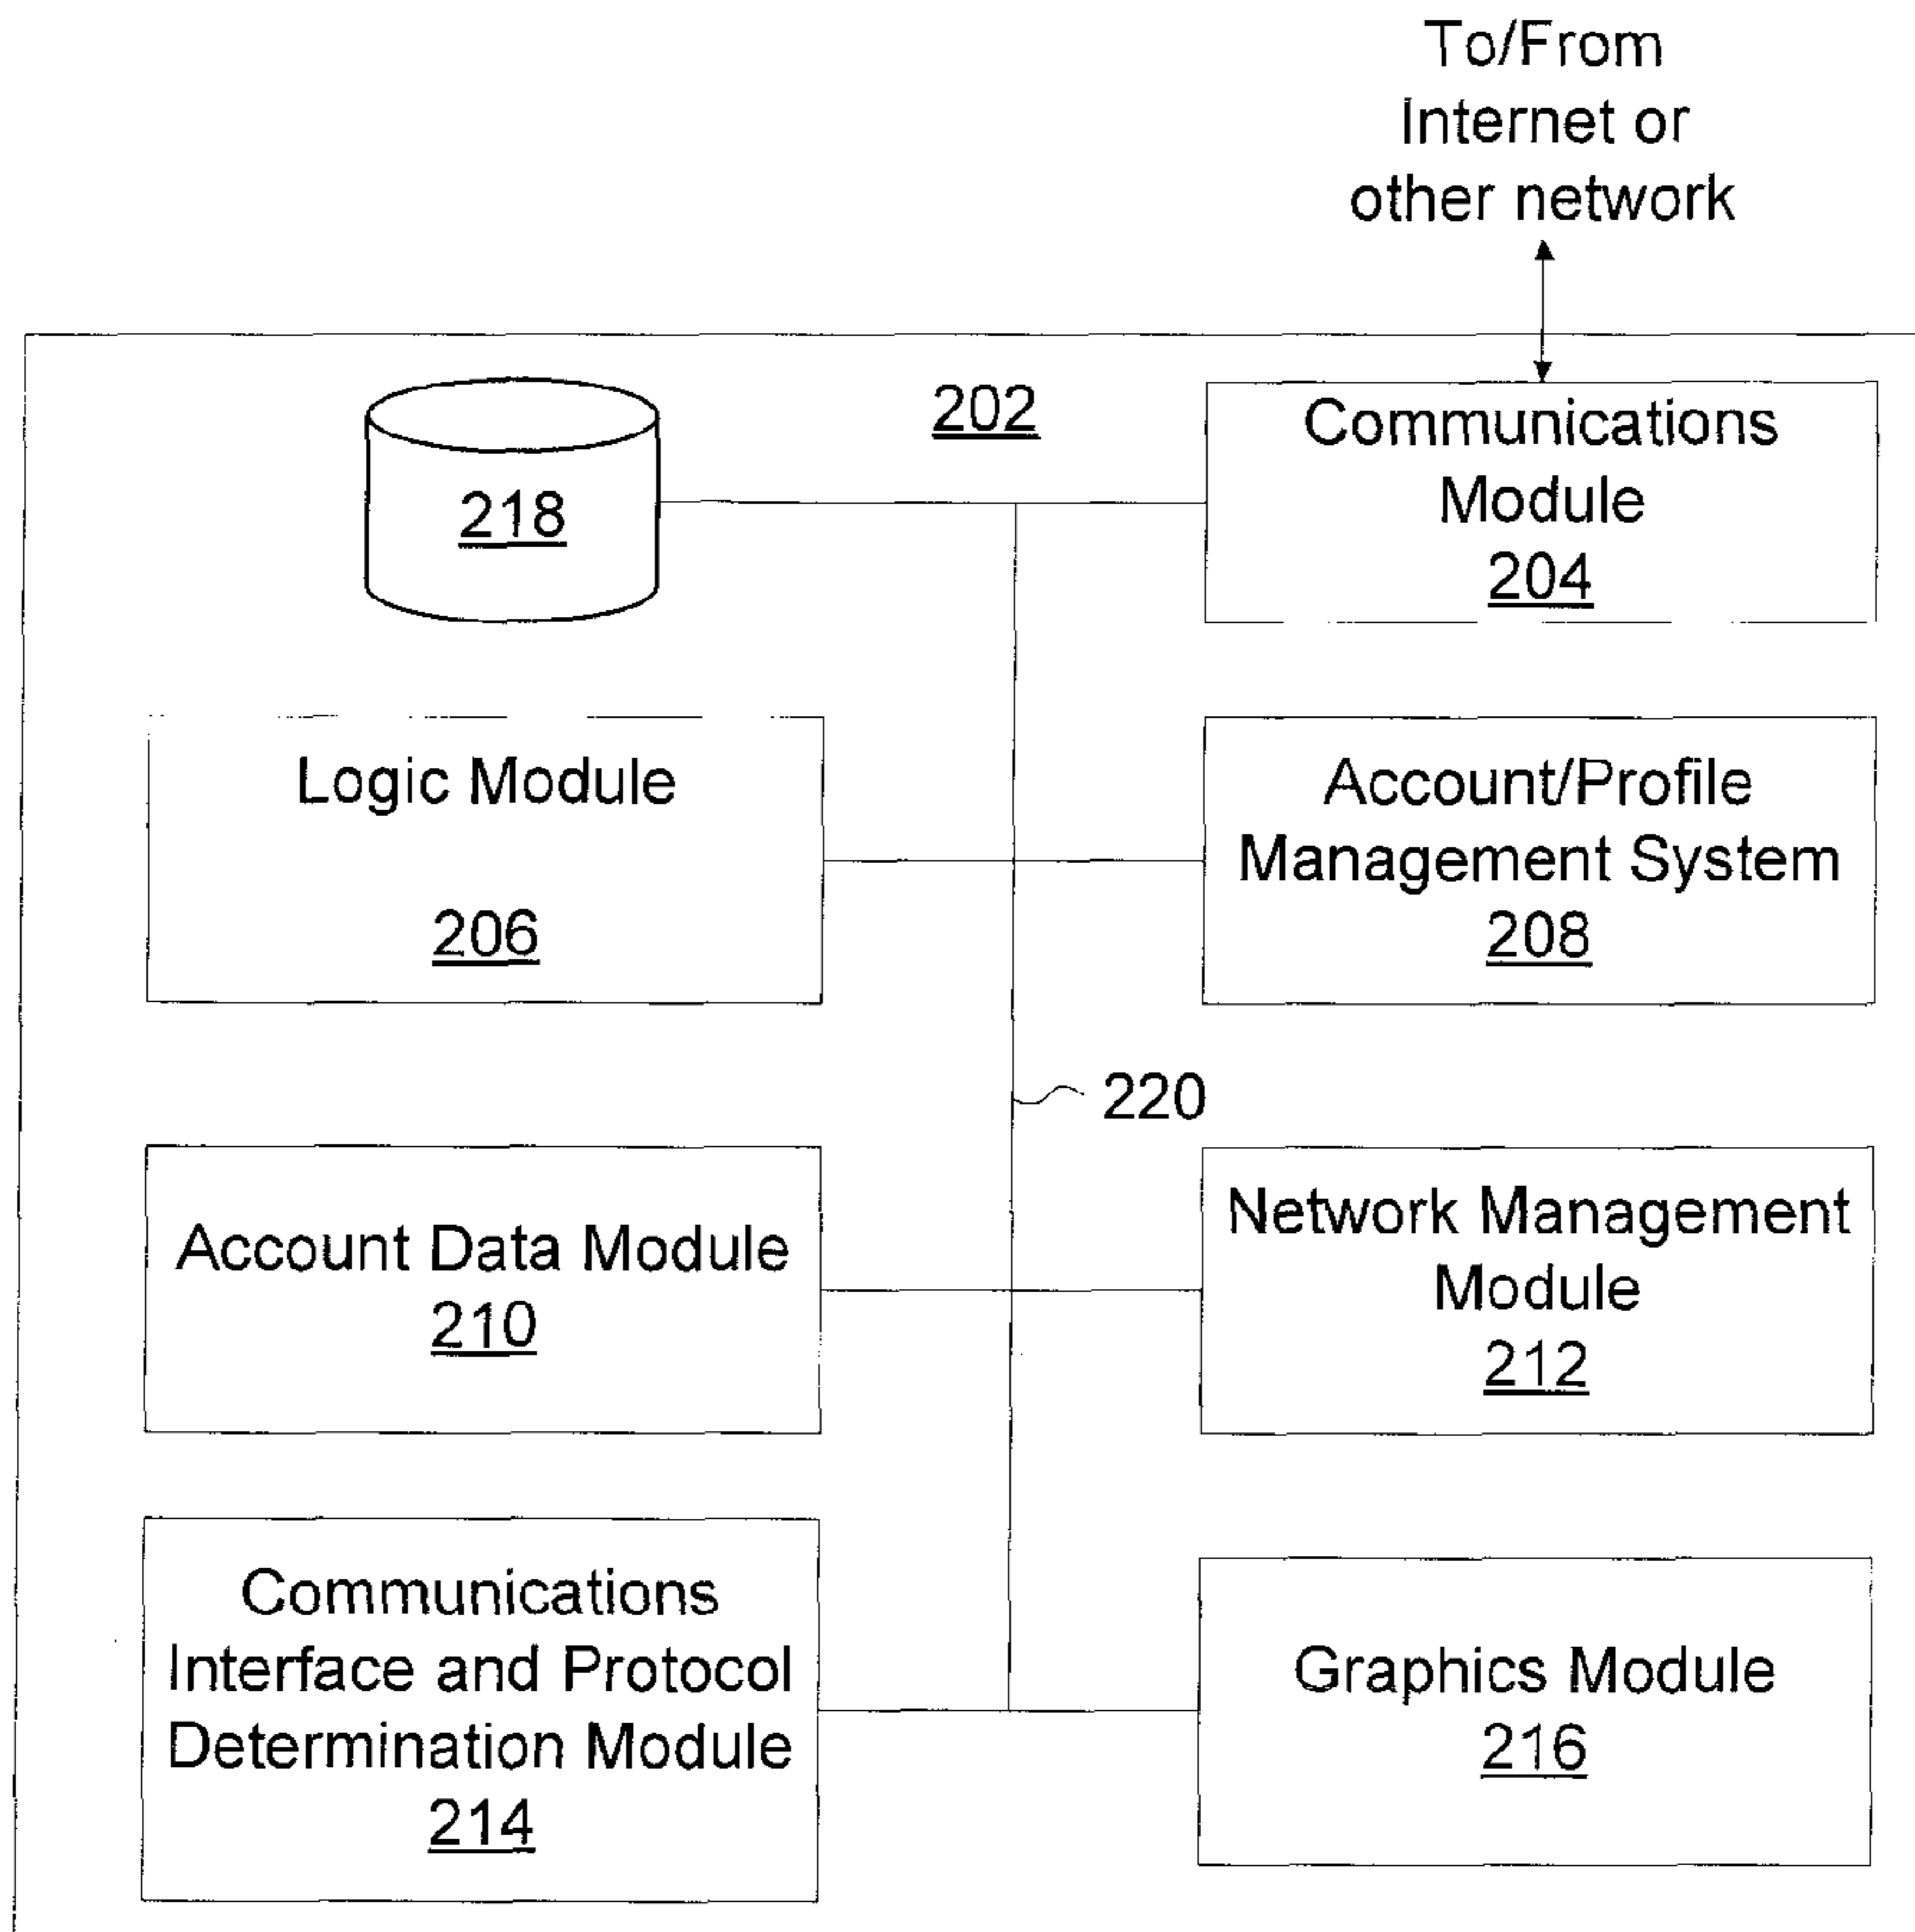 To/From
Internet or
other network
202
218
Communications
Module
204
Logic Module
206
Account/Profile
Management System
208
220
Account Data Module
210
Network Management
Module
212
Communications
Interface and Protocol
Determination Module
214
Graphics Module
216